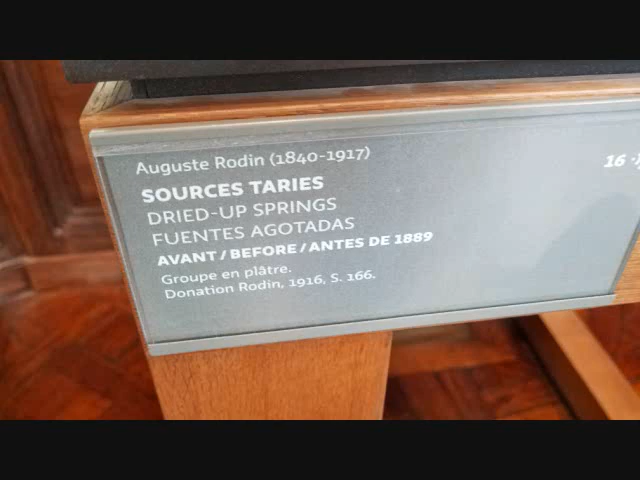 Auguste Rodin (1840-1917)
16
SOURCES TARIES
DRIED-UP SPRINGS
FUENTES AGOTADAS
AVANT / BEFORE / ANTES DE 1889
Groupe en plâtre.
Donation Rodin, 1916, S. 166.